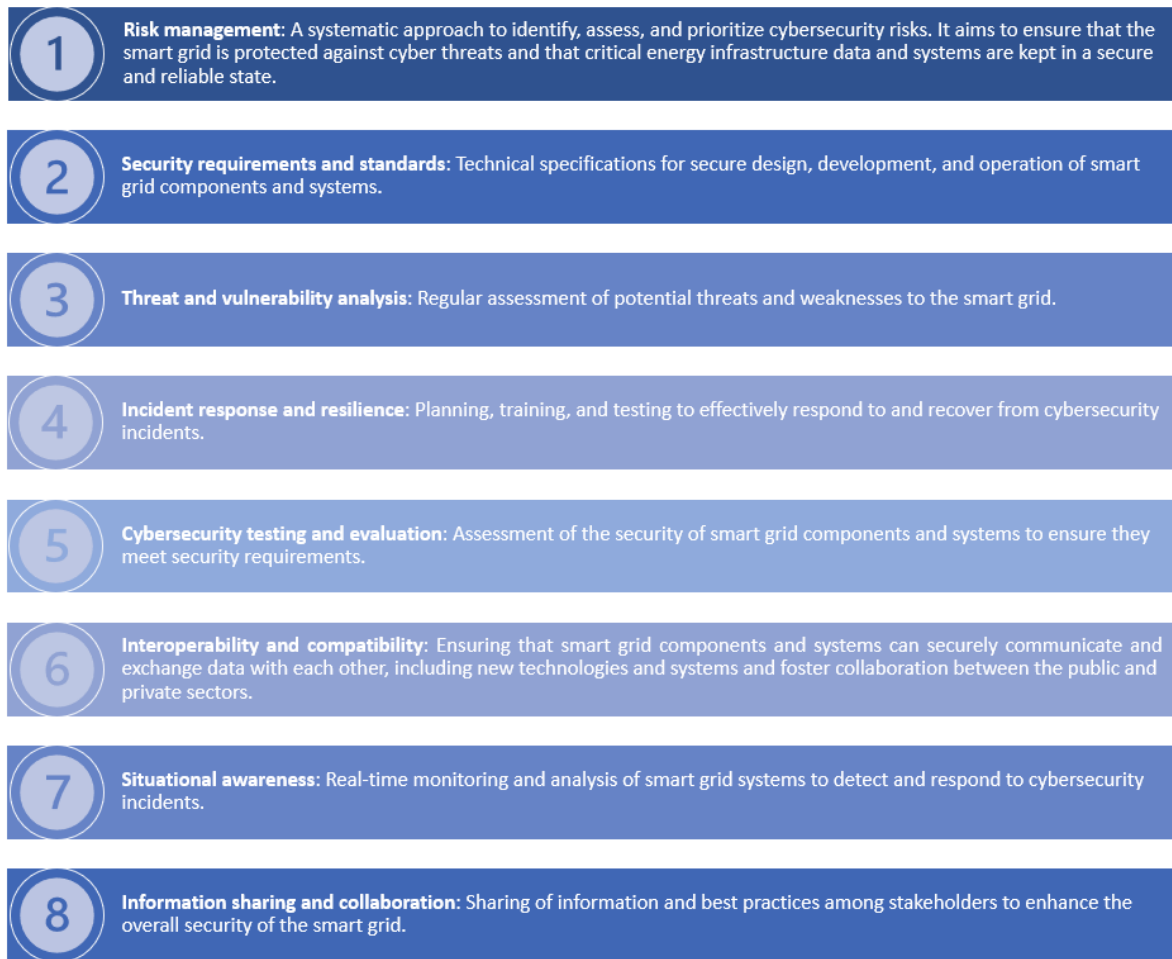 1
Risk management: A systematic approach to identify, assess, and prioritize cybersecurity risks. It aims to ensure that the
smart grid is protected against cyber threats and that critical energy infrastructure data and systems are kept in a secure
and reliable state.
2
Security requirements and standards: Technical specifications for secure design, development, and operation of smart
grid components and systems.
3
Threat and vulnerability analysis: Regular assessment of potential threats and weaknesses to the smart grid.
4
Incident response and resilience: Planning, training, and testing to effectively respond to and recover from cybersecurity
incidents.
5
Cybersecurity testing and evaluation: Assessment of the security of smart grid components and systems to ensure they
meet security requirements.
6
Interoperability and compatibility: Ensuring that smart grid components and systems can securely communicate and
exchange data with each other, including new technologies and systems and foster collaboration between the public and
private sectors.
7
Situational awareness: Real-time monitoring and analysis of smart grid systems to detect and respond to cybersecurity
incidents.
8
Information sharing and collaboration: Sharing of information and best practices among stakeholders to enhance the
overall security of the smart grid.